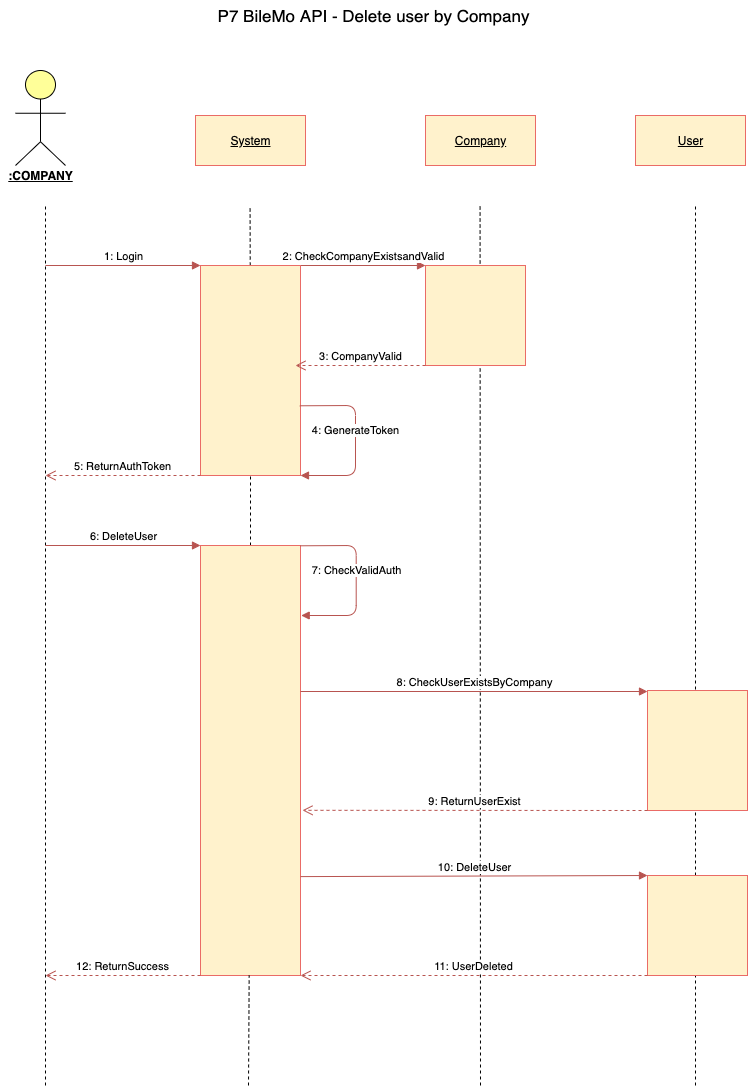 P7 BileMo API - Delete user by Company
System
Company
User
:COMPANY
1: Login
2: CheckCompanyExistsandValid
3: CompanyValid
4: GenerateToken
5: ReturnAuthToken
6: DeleteUser
7: CheckValidAuth
8: CheckUserExistsByCompany
9: ReturnUserExist
10: DeleteUser
11: UserDeleted
12: ReturnSuccess